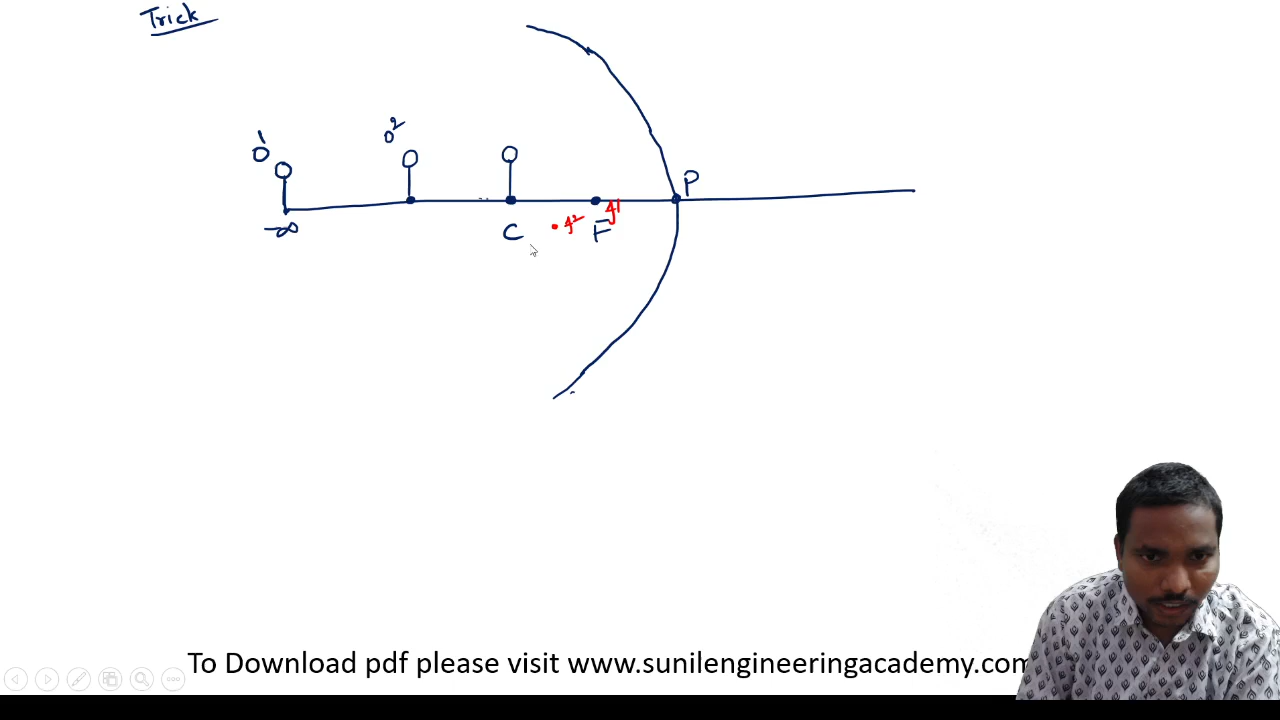 Trick
O¹
O²
P
-∞
C
F
To Download pdf please visit www.sunilengineeringacademy.com